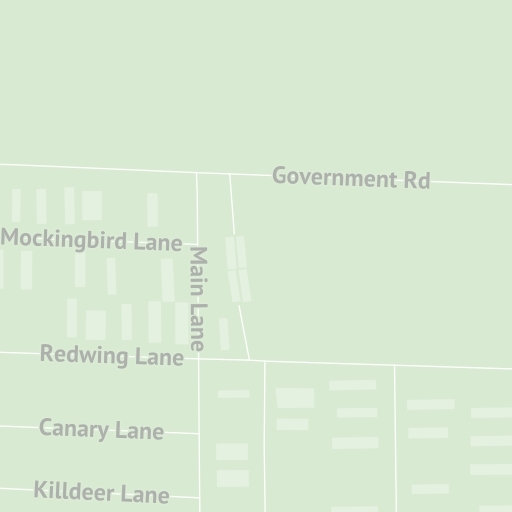 Government Rd
Mockingbird Lane
Main Lane
Redwing Lane
Canary Lane
Killdeer Lane